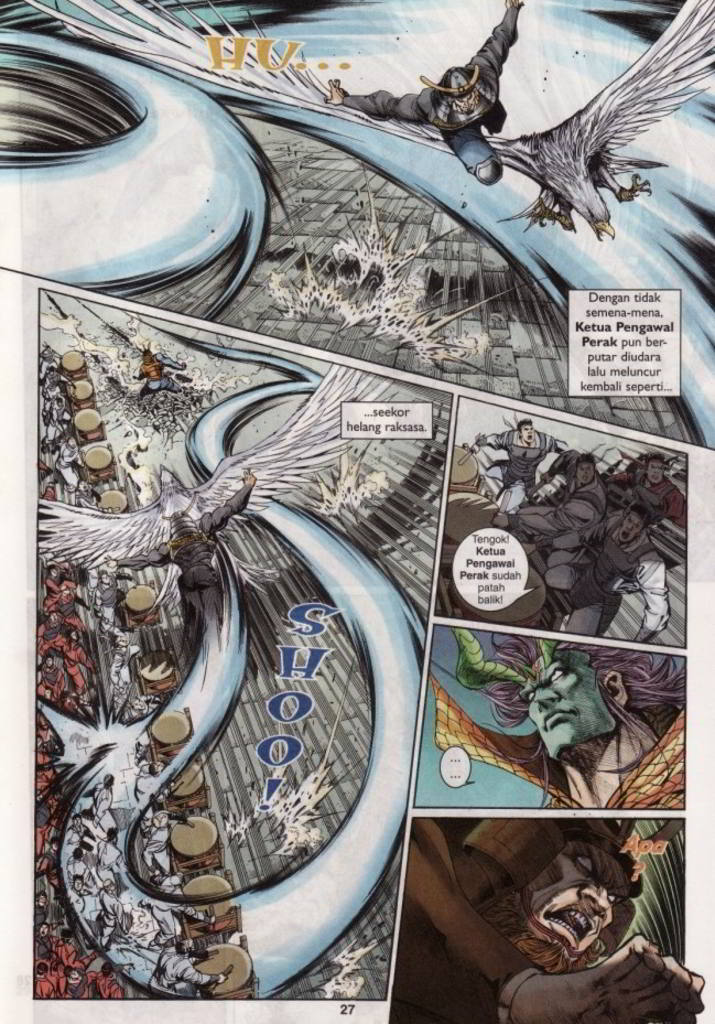 HU...
Dengan tidak
semena-mena,
Ketua Pengawal
Perak pun ber-
putar diudara
lalu meluncur
kembali seperti...
...seekor
helang raksasa.
Tengok!
Ketua
Pengawai
Perak sudah
patah
balik!
SHOO!
...
...
Apa
?
27